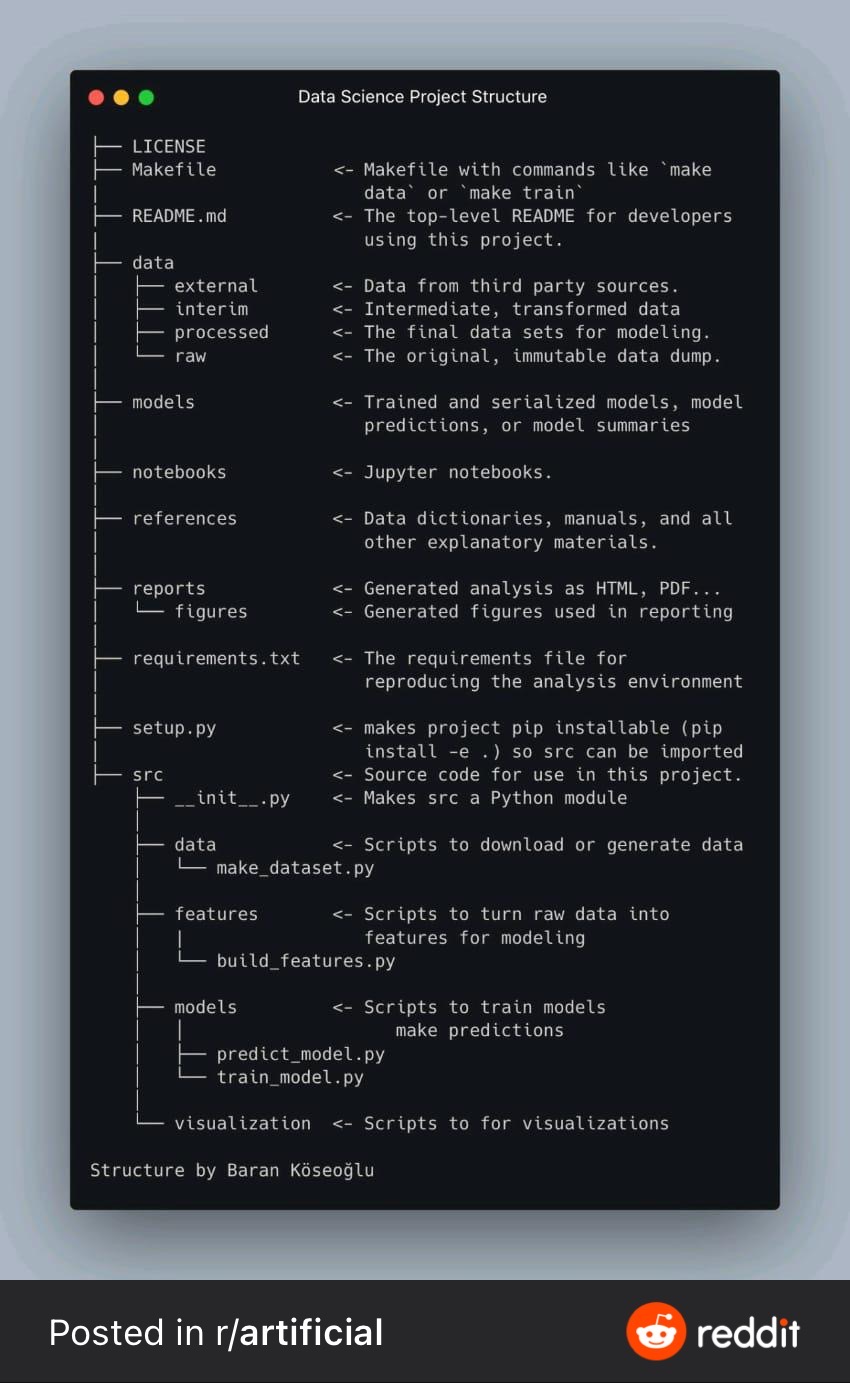 Data Science Project Structure
├── LICENSE
├── Makefile           <- Makefile with commands like `make
│                         data` or `make train`
├── README.md          <- The top-level README for developers
│                         using this project.
├── data
│   ├── external       <- Data from third party sources.
│   ├── interim        <- Intermediate, transformed data
│   ├── processed      <- The final data sets for modeling.
│   └── raw            <- The original, immutable data dump.
│
├── models             <- Trained and serialized models, model
│                         predictions, or model summaries
│
├── notebooks          <- Jupyter notebooks.
│
├── references         <- Data dictionaries, manuals, and all
│                         other explanatory materials.
│
├── reports            <- Generated analysis as HTML, PDF...
│   └── figures        <- Generated figures used in reporting
│
├── requirements.txt   <- The requirements file for
│                         reproducing the analysis environment
│
├── setup.py           <- makes project pip installable (pip
│                         install -e .) so src can be imported
├── src                <- Source code for use in this project.
    ├── __init__.py    <- Makes src a Python module
    │
    ├── data           <- Scripts to download or generate data
    │   └── make_dataset.py
    │
    ├── features       <- Scripts to turn raw data into
    │   |                 features for modeling
    │   └── build_features.py
    │
    ├── models         <- Scripts to train models
    │   │                    make predictions
    │   ├── predict_model.py
    │   └── train_model.py
    │
    └── visualization  <- Scripts to for visualizations
Structure by Baran Köseoğlu
Posted in r/artificial
reddit